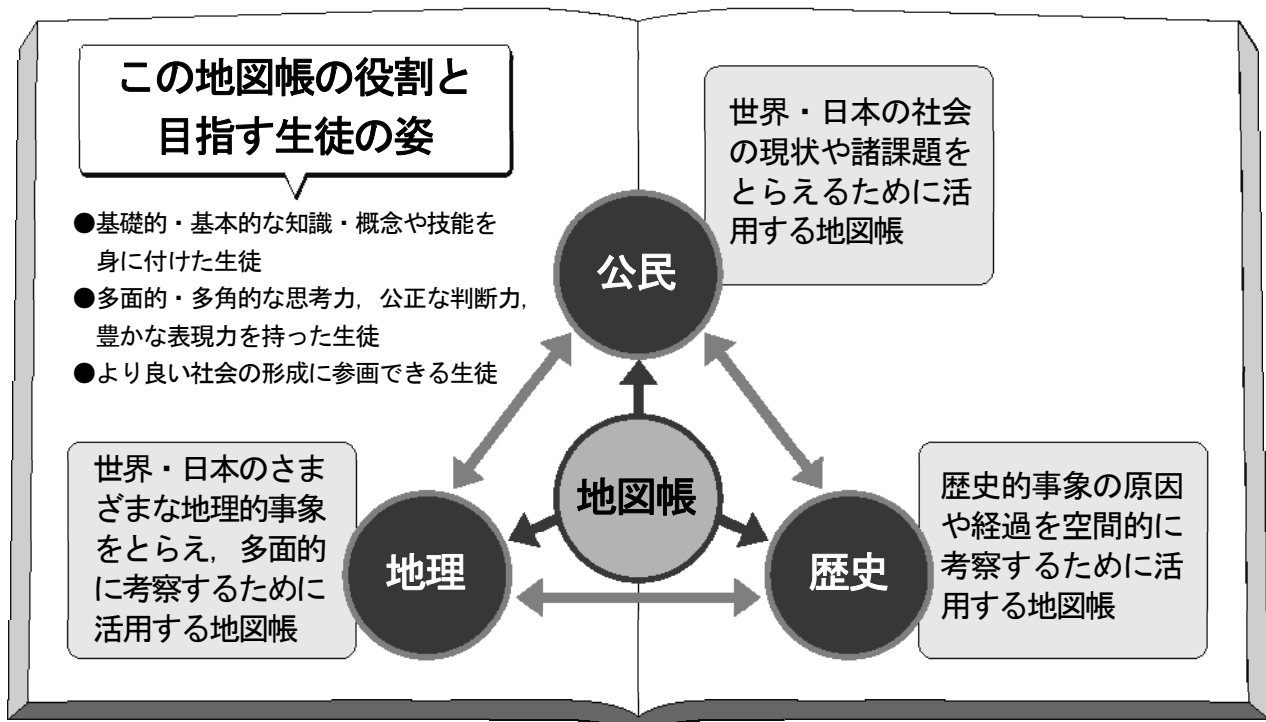 この地図帳の役割と
目指す生徒の姿
●基礎的・基本的な知識・概念や技能を
身に付けた生徒
●多面的・多角的な思考力，公正な判断力，
豊かな表現力を持った生徒
●より良い社会の形成に参画できる生徒
世界・日本の社会
の現状や諸課題を
とらえるために活
用する地図帳
公民
地図帳
世界・日本のさま
ざまな地理的事象
をとらえ，多面的
に考察するために
活用する地図帳
地理
歴史
歴史的事象の原因
や経過を空間的に
考察するために活
用する地図帳